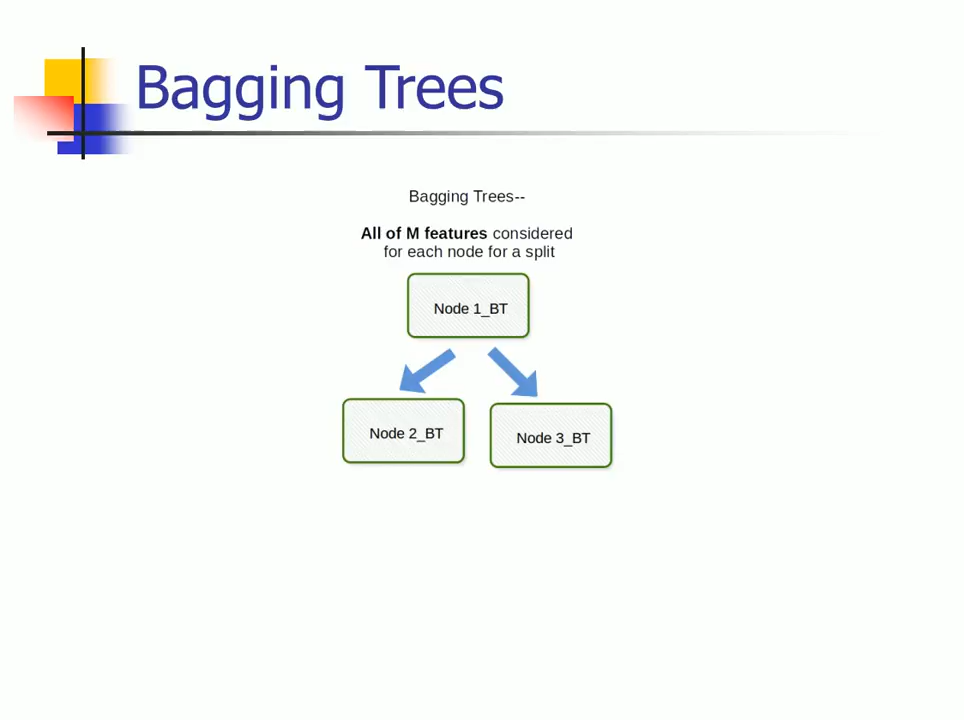 Bagging Trees
Bagging Trees--
All of M features considered
for each node for a split
Node 1_BT
Node 2_BT
Node 3_BT